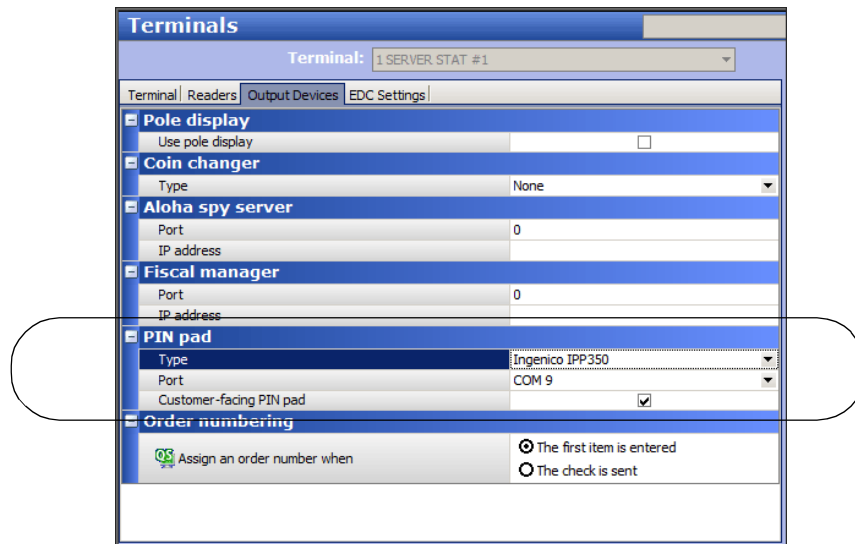 Terminals
Terminal: 1 SERVER STAT #1
Terminal Readers Output Devices EDC Settings
Pole display
Use pole display
Coin changer
Type None
Aloha spy server
Port 0
IP address
Fiscal manager
Port 0
IP address
PIN pad
Type Ingenico IPP350
Port COM 9
Customer-facing PIN pad
Order numbering
QS Assign an order number when
The first item is entered
The check is sent